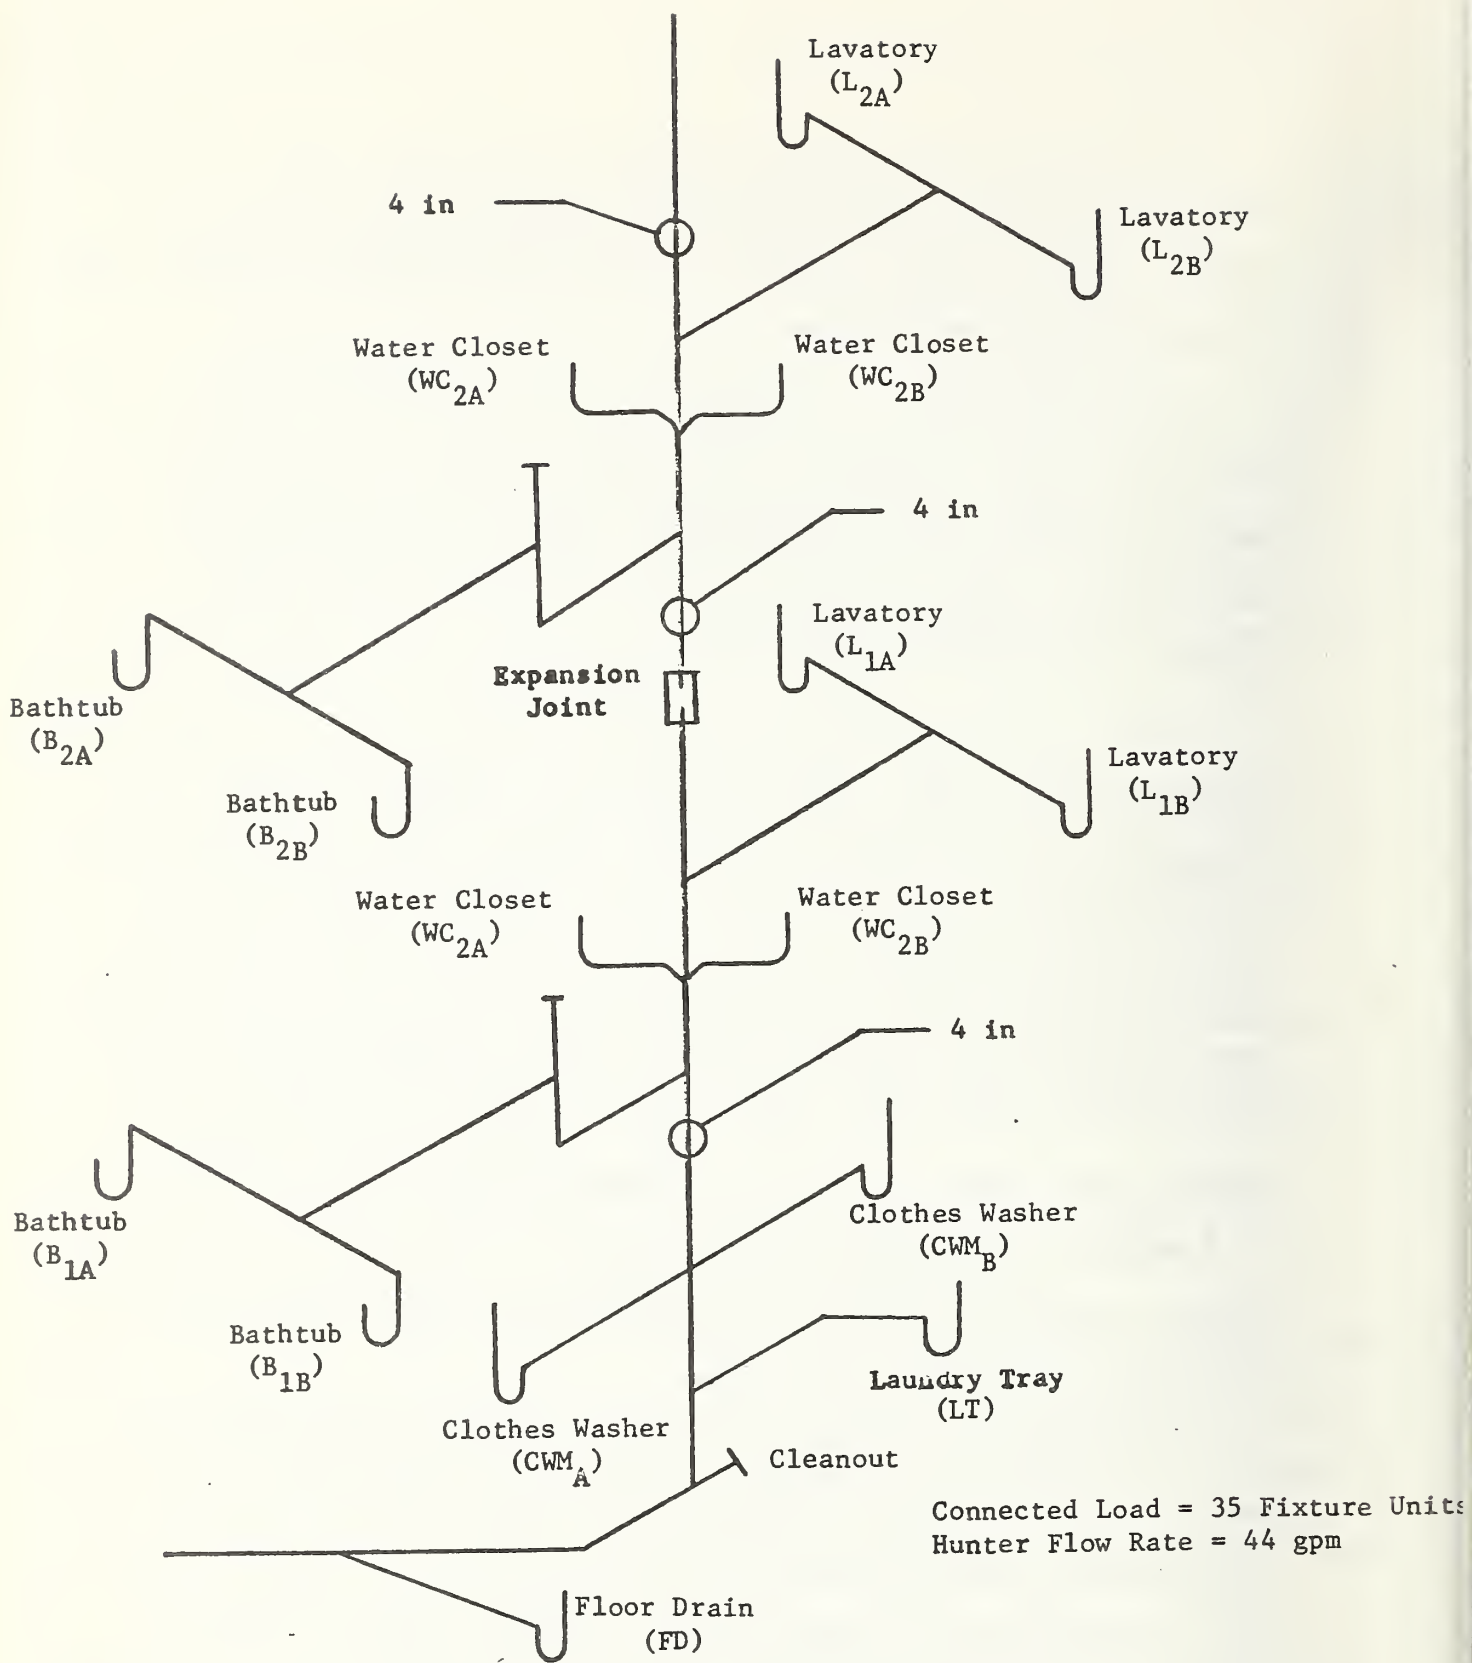 Lavatory
(L2A)
4 in
Lavatory
(L2B)
Water Closet
(WC2A)
Water Closet
(WC2B)
4 in
Lavatory
(L1A)
Expansion
Joint
Bathtub
(B2A)
Lavatory
(L1B)
Bathtub
(B2B)
Water Closet
(WC2A)
Water Closet
(WC2B)
4 in
Clothes Washer
(CWMB)
Bathtub
(B1A)
Bathtub
(B1B)
Laundry Tray
(LT)
Clothes Washer
(CWMA)
Cleanout
Connected Load = 35 Fixture Units
Hunter Flow Rate = 44 gpm
Floor Drain
(FD)